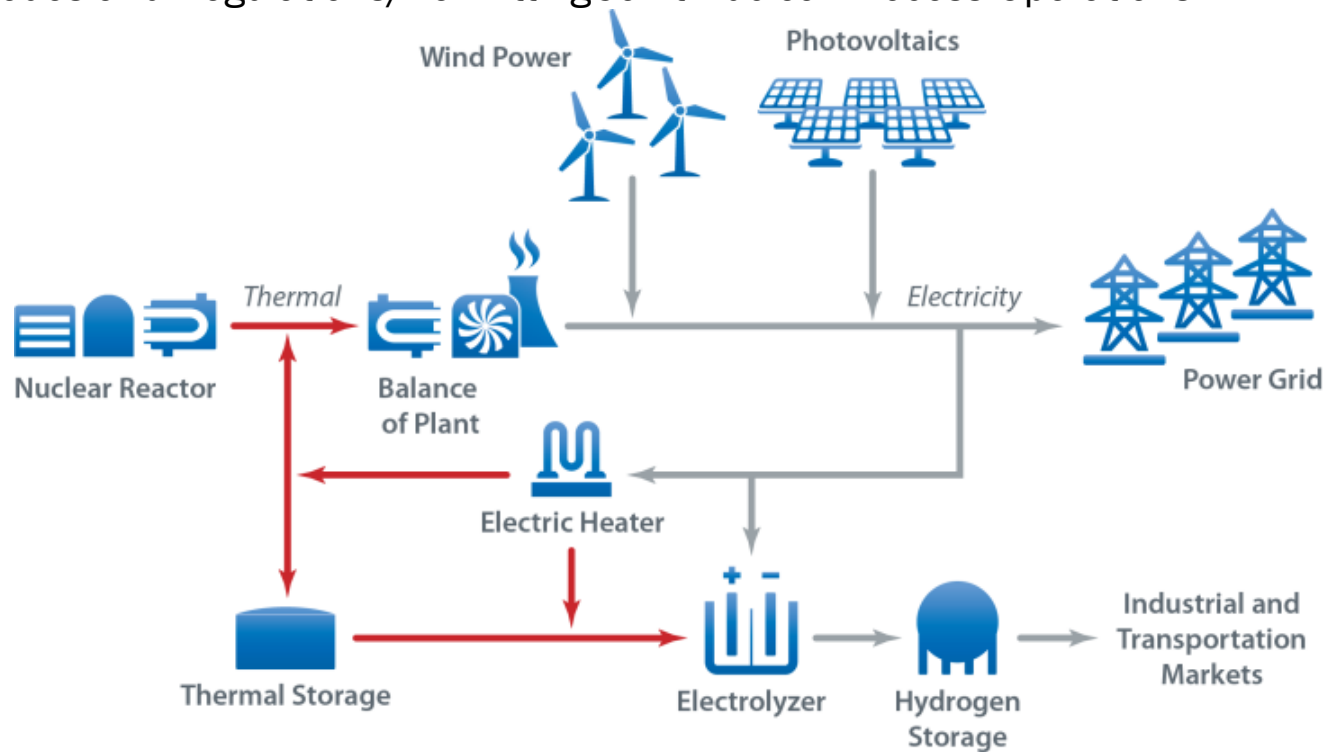 Wind Power
Photovoltaics
Thermal
Electricity
Nuclear Reactor
Balance
of Plant
Power Grid
Electric Heater
+ -
Thermal Storage
Electrolyzer
Hydrogen
Storage
Industrial and
Transportation
Markets